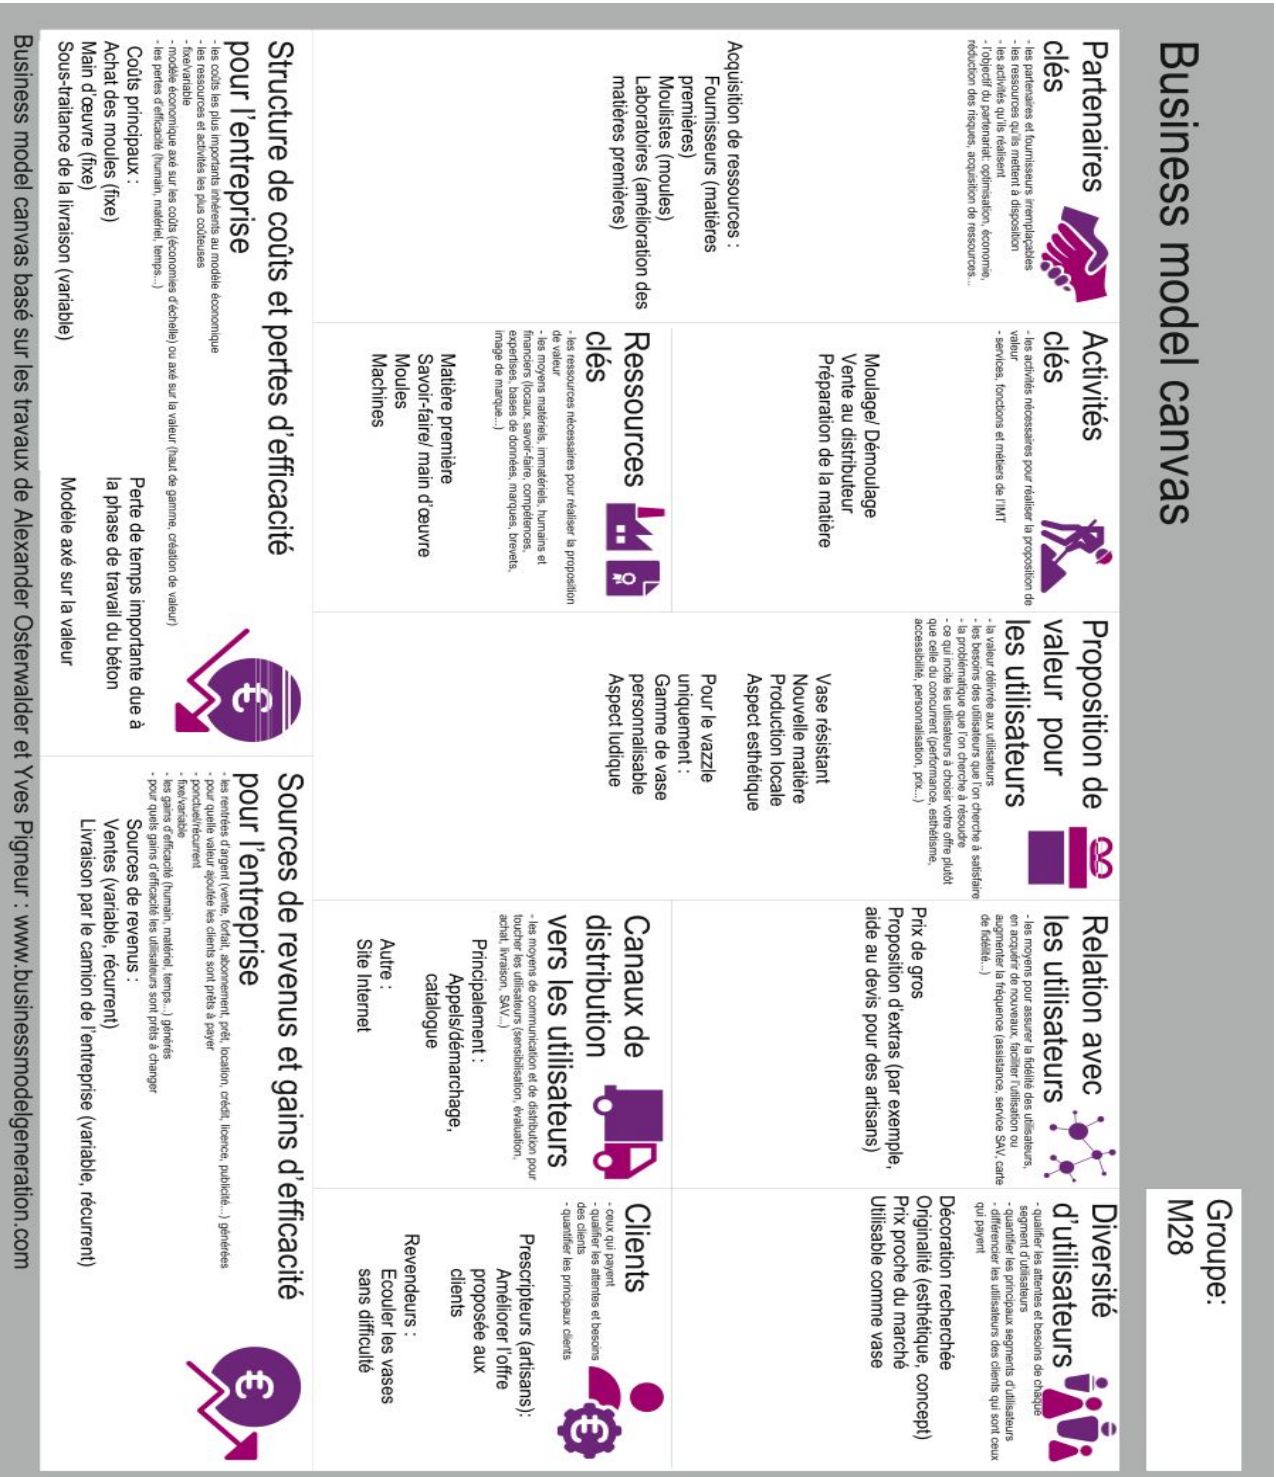 Business model canvas
Groupe:
M28
Partenaires
clés
- les partenaires et fournisseurs irremplaçables
- les ressources qu'ils mettent à disposition
- les activités qu'ils réalisent
- l'objectif du partenariat: optimisation, économie,
réduction des risques, acquisition de ressources...
Acquisition de ressources :
Fournisseurs (matières
premières)
Moulistes (moules)
Laboratoires (amélioration des
matières premières)
Activités
clés
- les activités nécessaires pour réaliser la proposition de
valeur
- services, fonctions et métiers de l'IMT
Moulage/ Démoulage
Vente au distributeur
Préparation de la matière
Ressources
clés
- les ressources nécessaires pour réaliser la proposition
de valeur
- les moyens matériels, immatériels, humains et
financiers (locaux, savoir-faire, compétences,
expertises, bases de données, marques, brevets,
image de marque...)
Matière première
Savoir-faire/ main d'œuvre
Moules
Machines
Proposition de
valeur pour
les utilisateurs
- la valeur délivrée aux utilisateurs
- les besoins des utilisateurs que l'on cherche à satisfaire
- la problématique que l'on cherche à résoudre
- ce qui incite les utilisateurs à choisir votre offre plutôt
que celle du concurrent (performance, esthétisme,
accessibilité, personnalisation, prix...)
Vase résistant
Nouvelle matière
Production locale
Aspect esthétique
Pour le vazzle
uniquement :
Gamme de vase
personnalisable
Aspect ludique
Relation avec
les utilisateurs
- les moyens pour assurer la fidélité des utilisateurs,
en acquérir de nouveaux, faciliter l'utilisation ou
augmenter la fréquence (assistance, service SAV, carte
de fidélité...)
Prix de gros
Proposition d'extras (par exemple,
aide au devis pour des artisans)
Canaux de
distribution
vers les utilisateurs
- les moyens de communication et de distribution pour
toucher les utilisateurs (sensibilisation, évaluation,
achat, livraison, SAV...)
Principalement :
Appels/démarchage,
catalogue
Autre :
Site Internet
Diversité
d'utilisateurs
- qualifier les attentes et besoins de chaque
segment d'utilisateurs
- quantifier les principaux segments d'utilisateurs
- différencier les utilisateurs des clients qui sont ceux
qui payent
Décoration recherchée
Originalité (esthétique, concept)
Prix proche du marché
Utilisable comme vase
Clients
- ceux qui payent
- qualifier les attentes et besoins
des clients
- quantifier les principaux clients
Prescripteurs (artisans):
Améliorer l'offre
proposée aux
clients
Revendeurs :
Ecouler les vases
sans difficulté
Structure de coûts et pertes d'efficacité
pour l'entreprise
- les coûts les plus importants inhérents au modèle économique
- les ressources et activités les plus coûteuses
- fixe/variable
- modèle économique axé sur les coûts (économies d'échelle) ou axé sur la valeur (haut de gamme, création de valeur)
- les pertes d'efficacité (humain, matériel, temps...)
Coûts principaux :
Achat des moules (fixe)
Main d'œuvre (fixe)
Sous-traitance de la livraison (variable)
Perte de temps importante due à
la phase de travail du béton
Modèle axé sur la valeur
Sources de revenus et gains d'efficacité
pour l'entreprise
- les rentrées d'argent (vente, forfait, abonnement, prêt, location, crédit, licence, publicité...) générées
- pour quelle valeur ajoutée les clients sont prêts à payer
- ponctuel/récurrent
- fixe/variable
- les gains d'efficacité (humain, matériel, temps...) générés
- pour quels gains d'efficacité les utilisateurs sont prêts à changer
Sources de revenus :
Ventes (variable, récurrent)
Livraison par le camion de l'entreprise (variable, récurrent)
Business model canvas basé sur les travaux de Alexander Osterwalder et Yves Pigneur : www.businessmodelgeneration.com